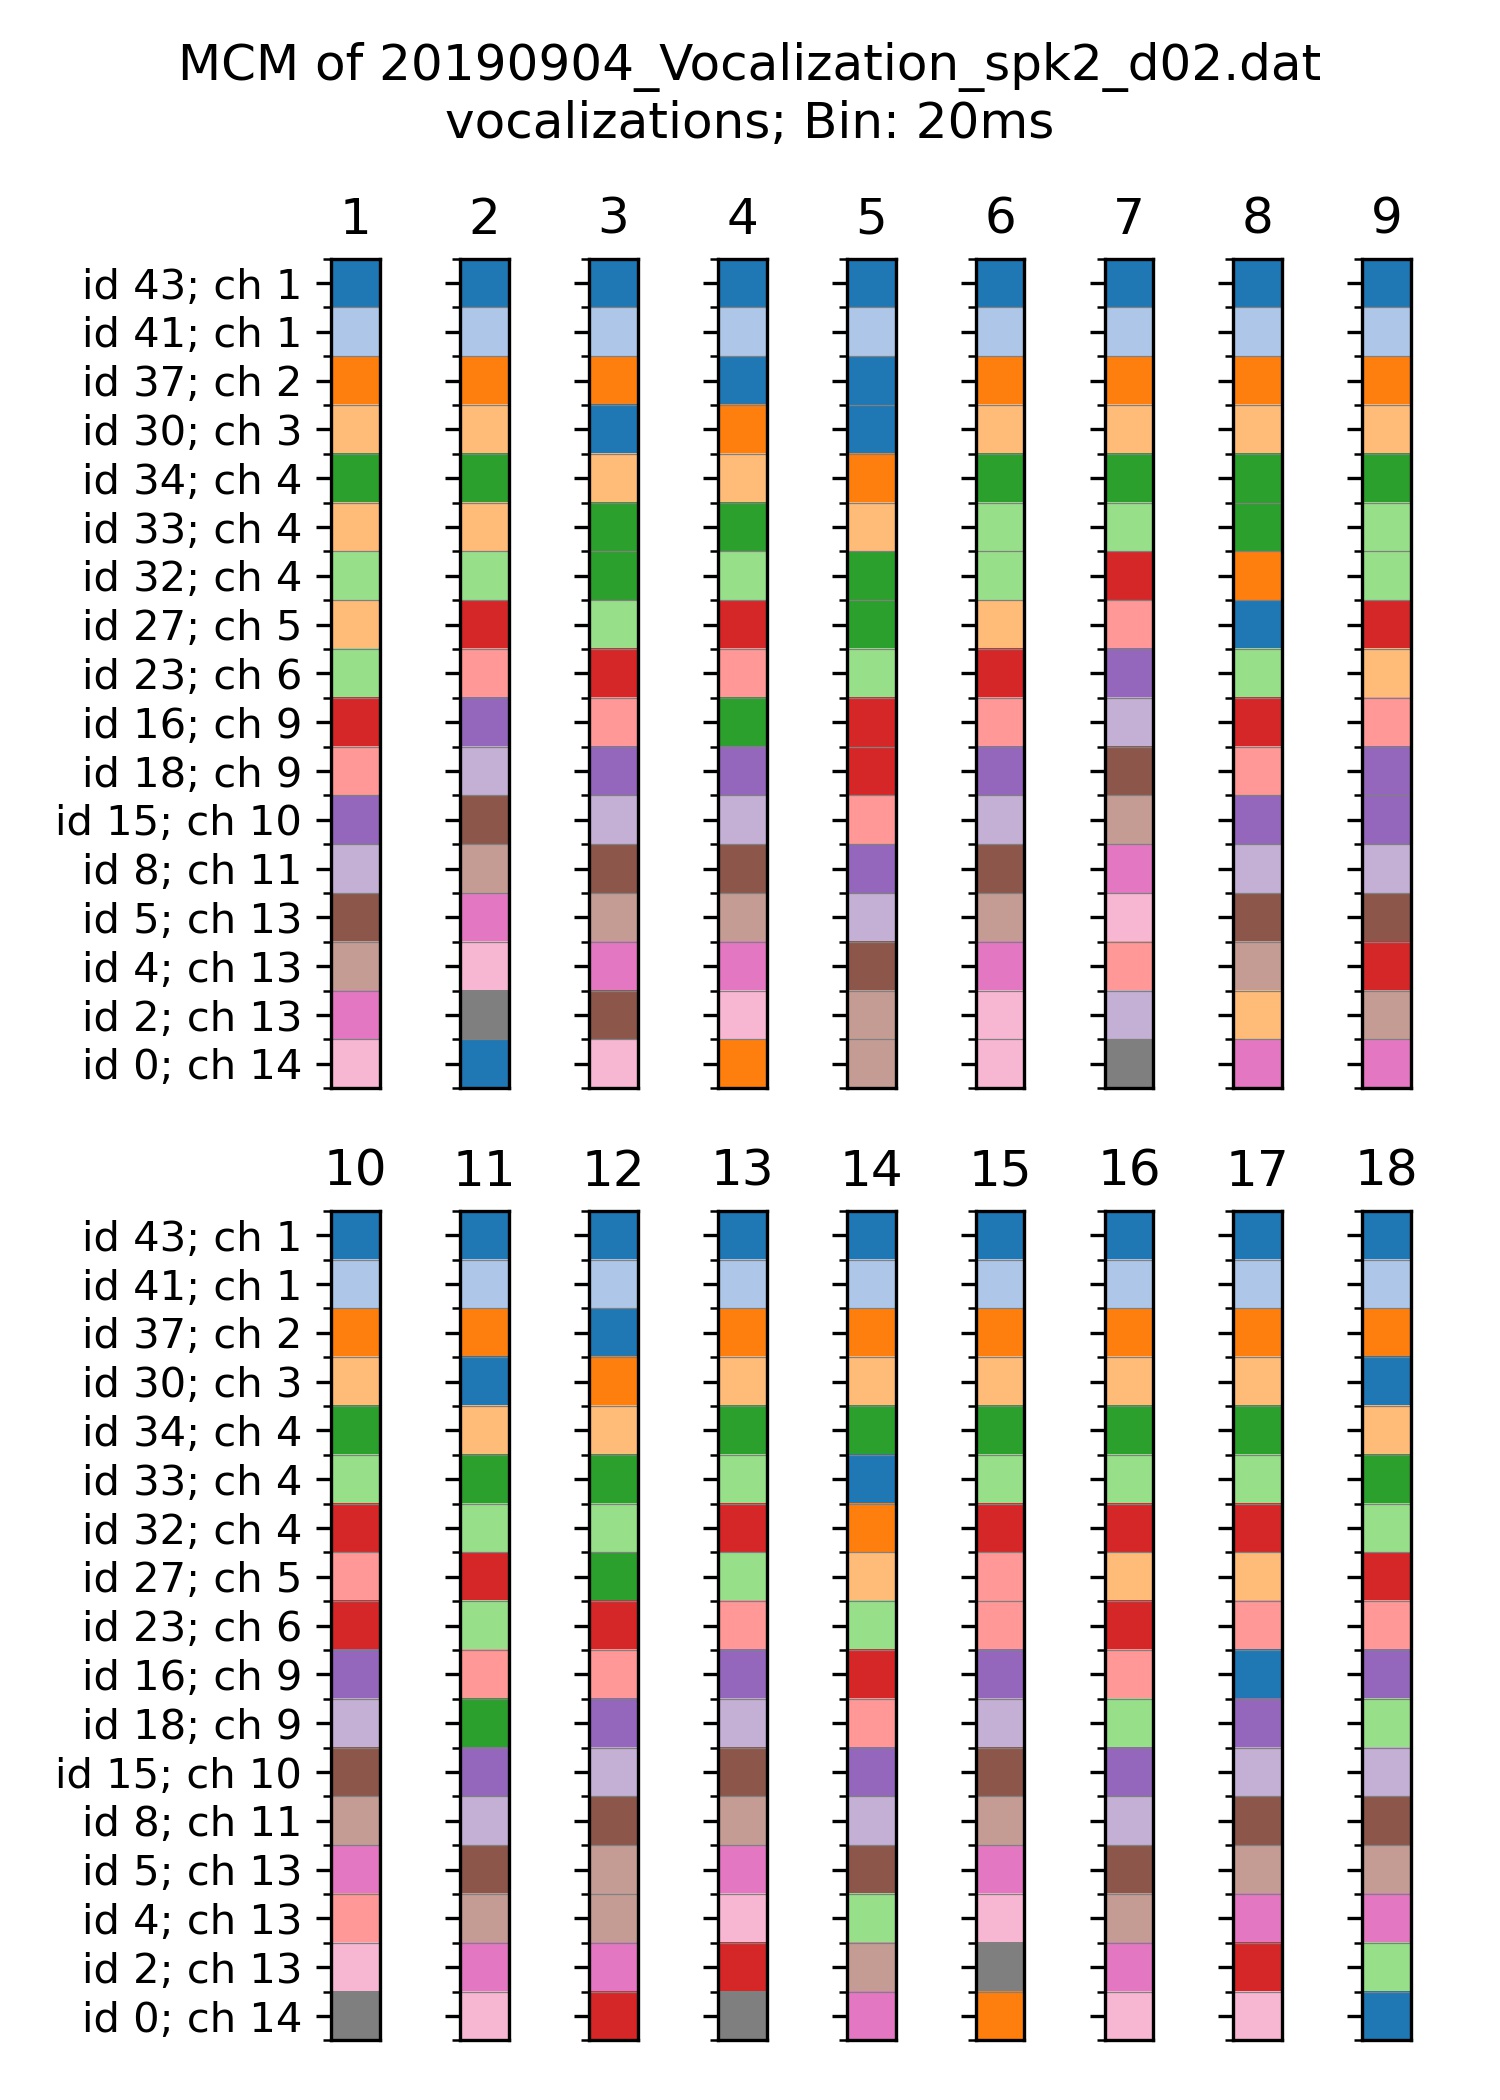 MCM of 20190904_Vocalization_spk2_d02.dat
vocalizations; Bin: 20ms
1 2 3 4 5 6 7 8 9
id 43; ch 1
id 41; ch 1
id 37; ch 2
id 30; ch 3
id 34; ch 4
id 33; ch 4
id 32; ch 4
id 27; ch 5
id 23; ch 6
id 16; ch 9
id 18; ch 9
id 15; ch 10
id 8; ch 11
id 5; ch 13
id 4; ch 13
id 2; ch 13
id 0; ch 14
10 11 12 13 14 15 16 17 18
id 43; ch 1
id 41; ch 1
id 37; ch 2
id 30; ch 3
id 34; ch 4
id 33; ch 4
id 32; ch 4
id 27; ch 5
id 23; ch 6
id 16; ch 9
id 18; ch 9
id 15; ch 10
id 8; ch 11
id 5; ch 13
id 4; ch 13
id 2; ch 13
id 0; ch 14